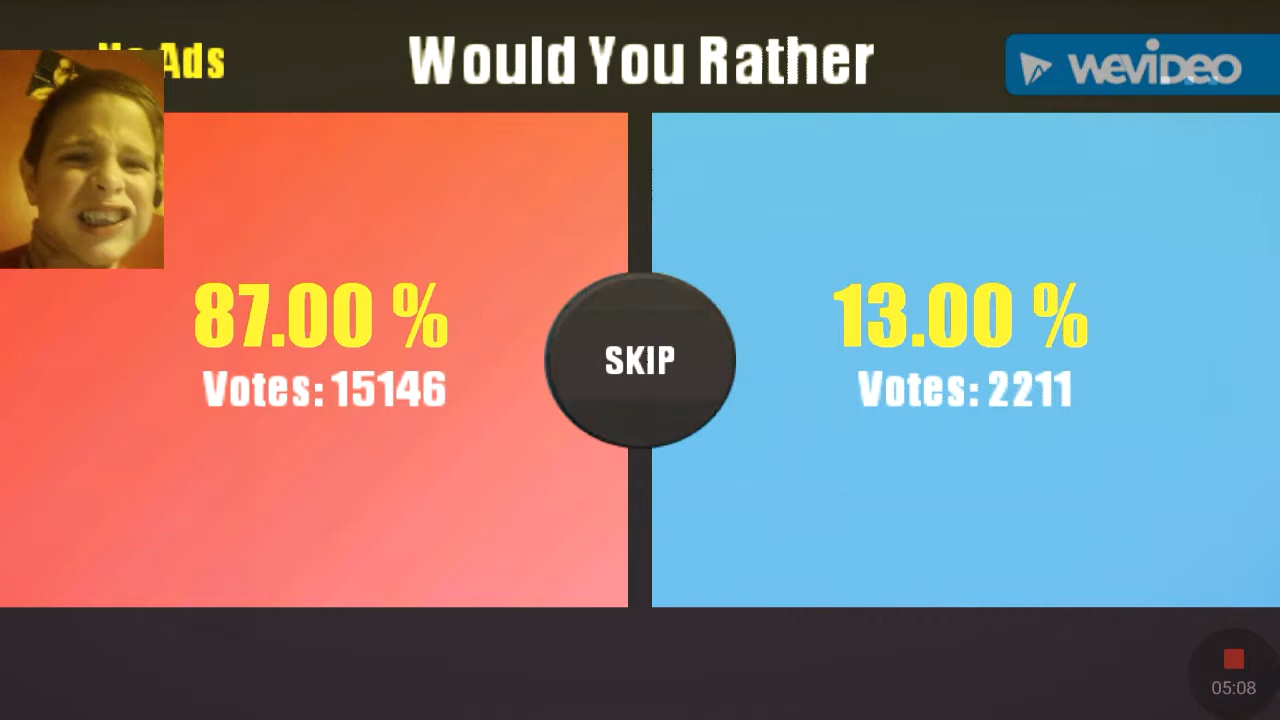 Ads
Would You Rather
WEVIDEO
87.00 %
Votes: 15146
SKIP
13.00 %
Votes: 2211
05:08